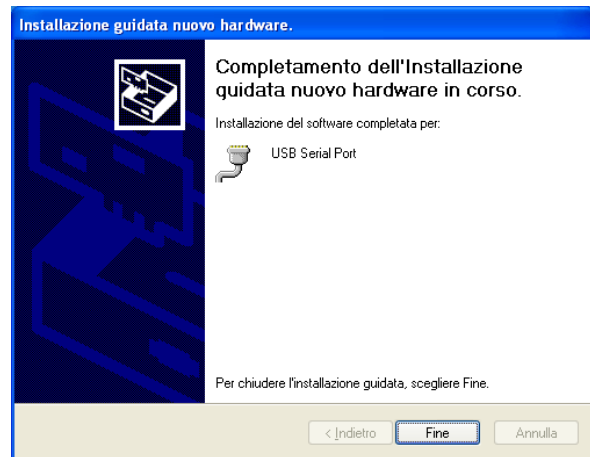 Installazione guidata nuovo hardware.
Completamento dell'Installazione
guidata nuovo hardware in corso.
Installazione del software completata per:
USB Serial Port
Per chiudere l'installazione guidata, scegliere Fine.
< Indietro Fine Annulla